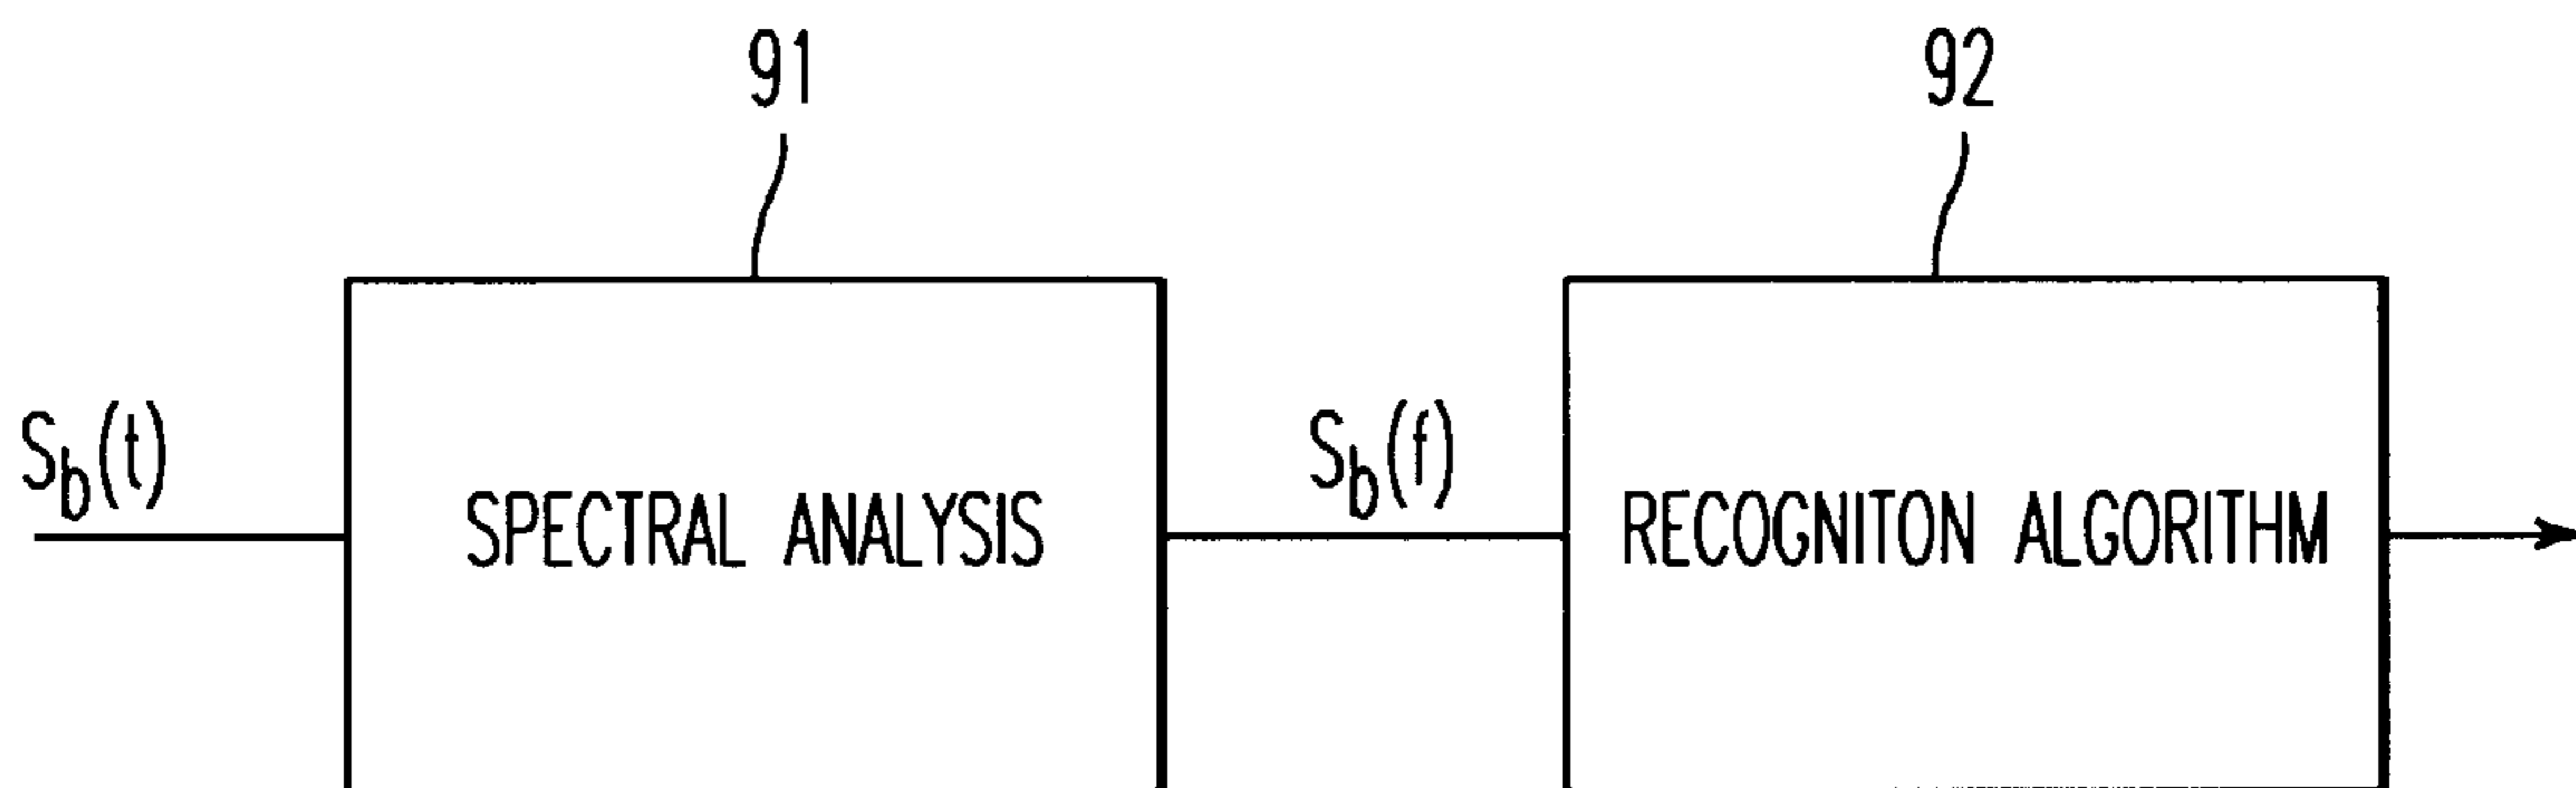 91
92
S_b(t)
S_b(f)
SPECTRAL ANALYSIS
RECOGNITON ALGORITHM